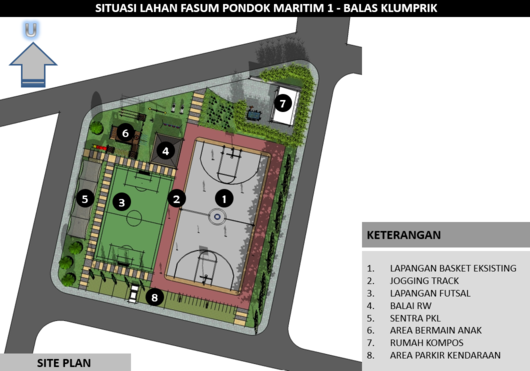 SITUASI LAHAN FASUM PONDOK MARITIM 1 - BALAS KLUMPRIK
U
7
6
4
5
3
2
1
8
KETERANGAN
1. LAPANGAN BASKET EKSISTING
2. JOGGING TRACK
3. LAPANGAN FUTSAL
4. BALAI RW
5. SENTRA PKL
6. AREA BERMAIN ANAK
7. RUMAH KOMPOS
8. AREA PARKIR KENDARAAN
SITE PLAN